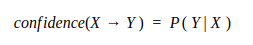 confidence(X → Y) = P( Y | X )